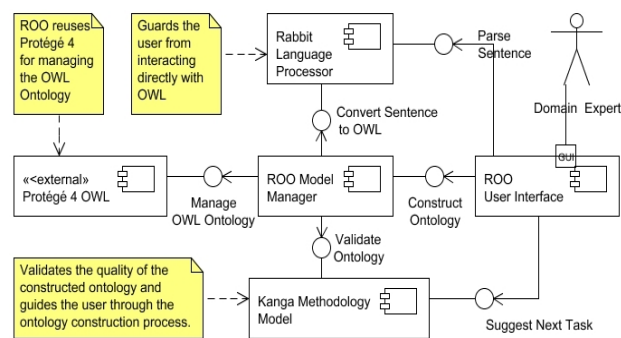 ROO reuses
Protégé 4
for managing
the OWL
Ontology
Guards the
user from
interacting
directly with
OWL
Rabbit
Language
Processor
Parse
Sentence
Domain Expert
Convert Sentence
to OWL
GUI
«<external»
Protégé 4 OWL
Manage
OWL Ontology
ROO Model
Manager
Construct
Ontology
ROO
User Interface
Validate
Ontology
Validates the quality of the
constructed ontology and
guides the user through the
ontology construction process.
Kanga Methodology
Model
Suggest Next Task